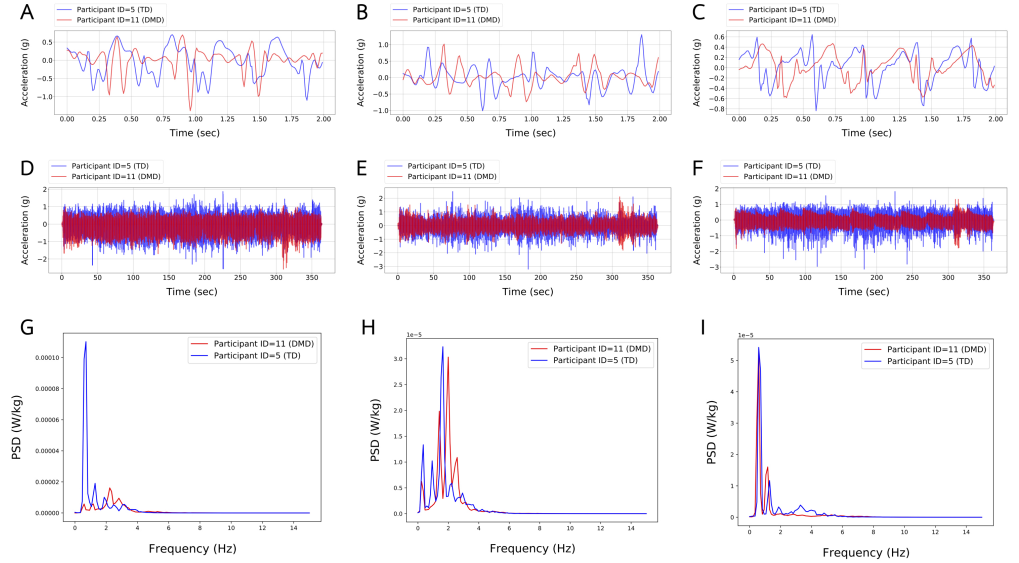 A
Participant ID=5 (TD)
Participant ID=11 (DMD)
0.5
0.0
−0.5
−1.0
Acceleration (g)
0.00 0.25 0.50 0.75 1.00 1.25 1.50 1.75 2.00
Time (sec)
B
Participant ID=5 (TD)
Participant ID=11 (DMD)
1.0
0.5
0.0
−0.5
−1.0
Acceleration (g)
0.00 0.25 0.50 0.75 1.00 1.25 1.50 1.75 2.00
Time (sec)
C
Participant ID=5 (TD)
Participant ID=11 (DMD)
0.6
0.4
0.2
0.0
−0.2
−0.4
−0.6
−0.8
Acceleration (g)
0.00 0.25 0.50 0.75 1.00 1.25 1.50 1.75 2.00
Time (sec)
D
Participant ID=5 (TD)
Participant ID=11 (DMD)
2
1
0
−1
−2
Acceleration (g)
0 50 100 150 200 250 300 350
Time (sec)
E
Participant ID=5 (TD)
Participant ID=11 (DMD)
2
1
0
−1
−2
−3
Acceleration (g)
0 50 100 150 200 250 300 350
Time (sec)
F
Participant ID=5 (TD)
Participant ID=11 (DMD)
2
1
0
−1
−2
−3
Acceleration (g)
0 50 100 150 200 250 300 350
Time (sec)
G
Participant ID=11 (DMD)
Participant ID=5 (TD)
0.00010
0.00008
0.00006
0.00004
0.00002
0.00000
PSD (W/kg)
0 2 4 6 8 10 12 14
Frequency (Hz)
H
1e−5
Participant ID=11 (DMD)
Participant ID=5 (TD)
3.0
2.5
2.0
1.5
1.0
0.5
0.0
PSD (W/kg)
0 2 4 6 8 10 12 14
Frequency (Hz)
I
1e−5
Participant ID=11 (DMD)
Participant ID=5 (TD)
5
4
3
2
1
0
PSD (W/kg)
0 2 4 6 8 10 12 14
Frequency (Hz)